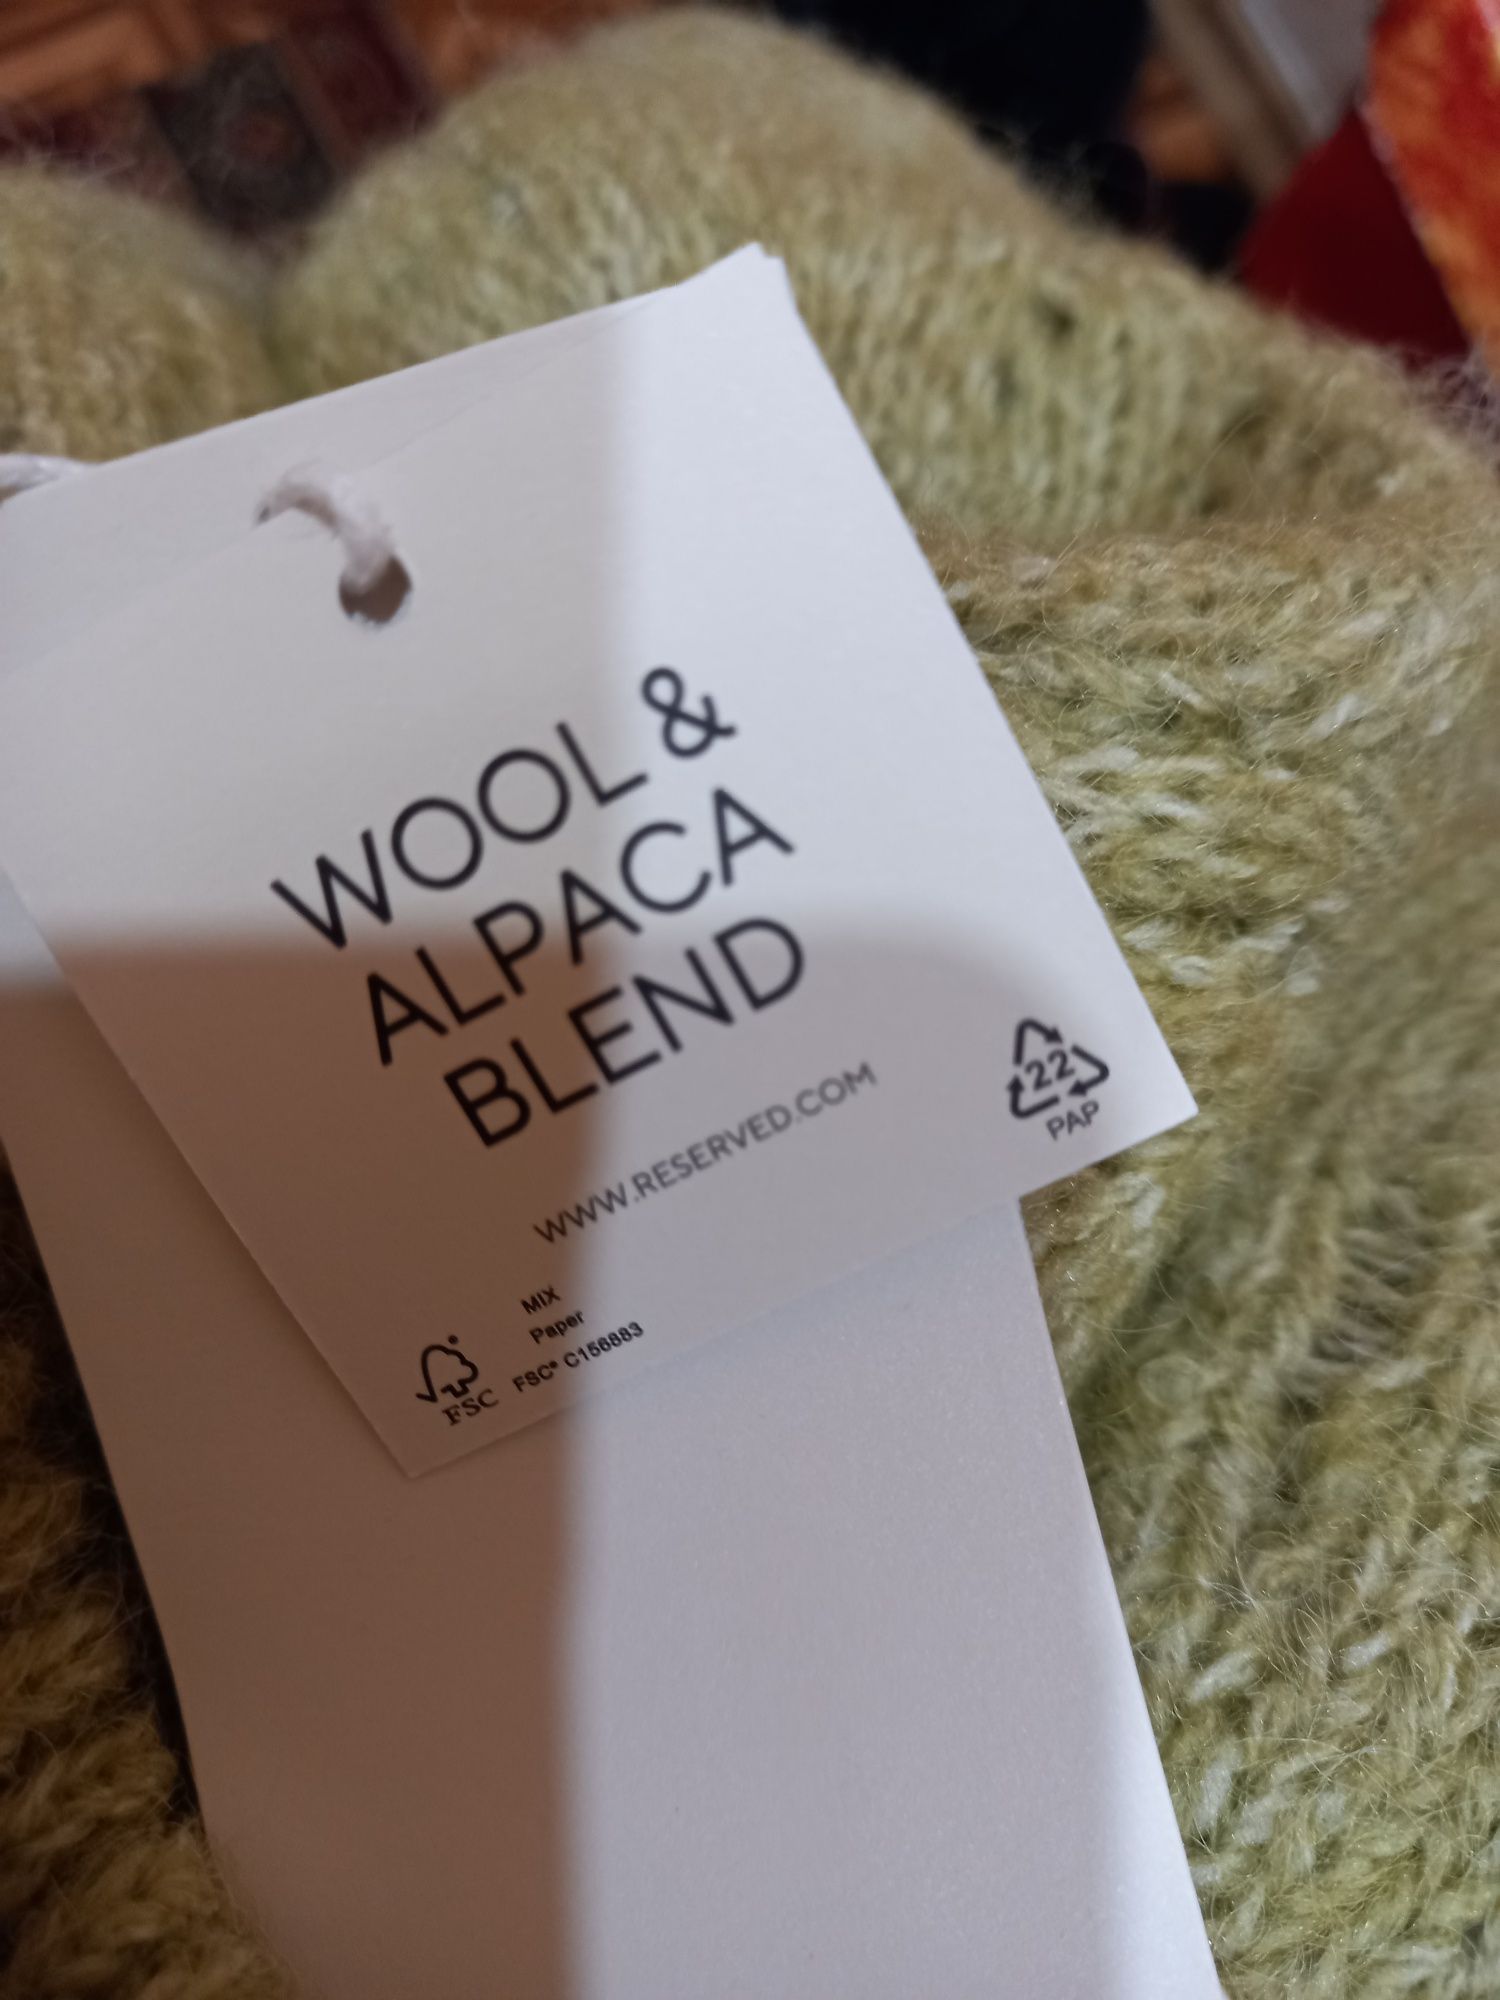 WOOL &
ALPACA
BLEND
WWW.RESERVED.COM
22
PAP
MIX
Paper
FSC® C156883
FSC